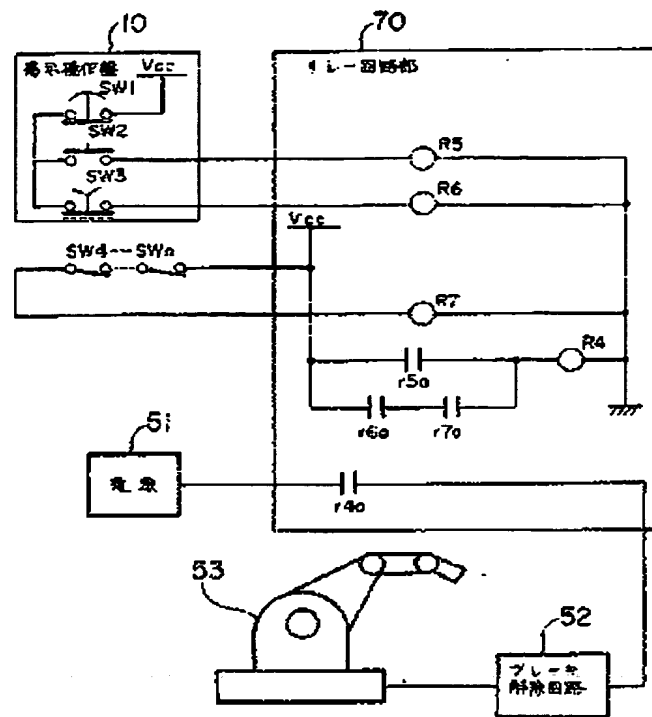 10
70
教示操作盤
Vcc
リレー回路部
SW1
SW2
SW3
R5
R6
Vcc
SW4---SWn
R7
R4
r5a
r6a
r7a
51
電源
r4a
53
52
ブレーキ
解除回路